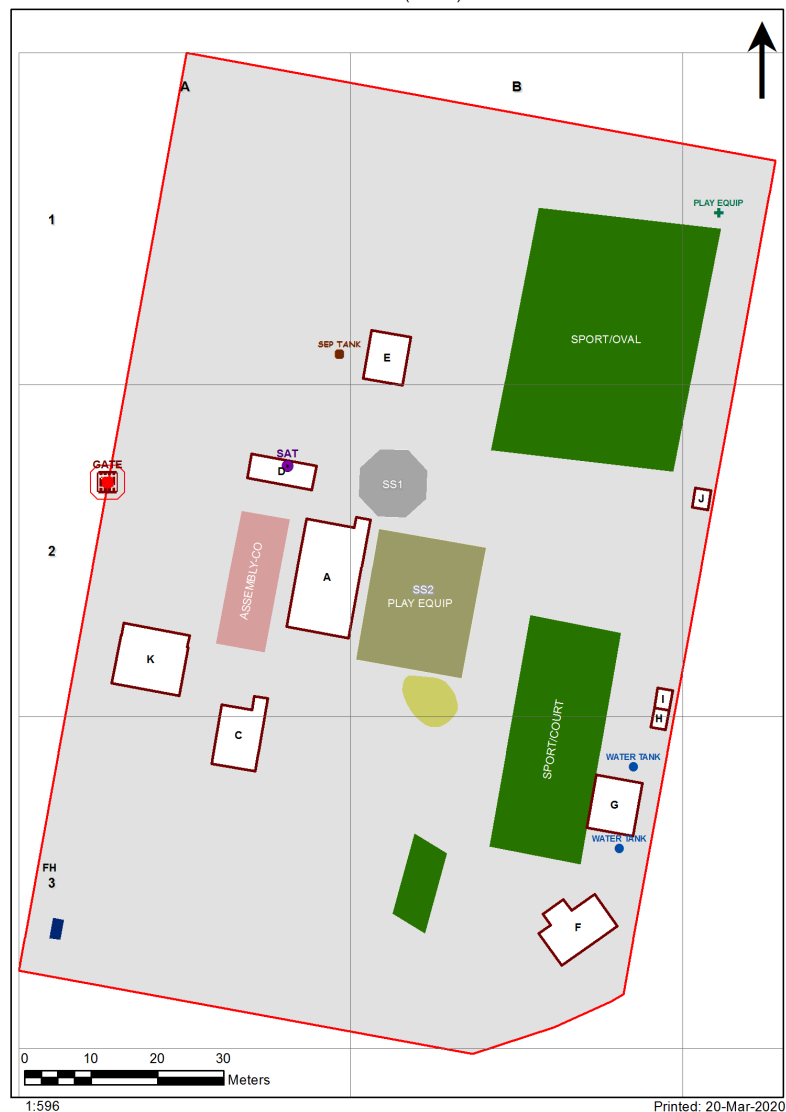 A
B
PLAY EQUIP
1
SPORT/OVAL
SEP TANK
E
SAT
GATE
D
SS1
J
2
ASSEMBLY-CO
A
SS2
PLAY EQUIP
K
I
H
C
SPORT/COURT
WATER TANK
G
WATER TANK
FH
3
F
0 10 20 30
Meters
1:596
Printed: 20-Mar-2020